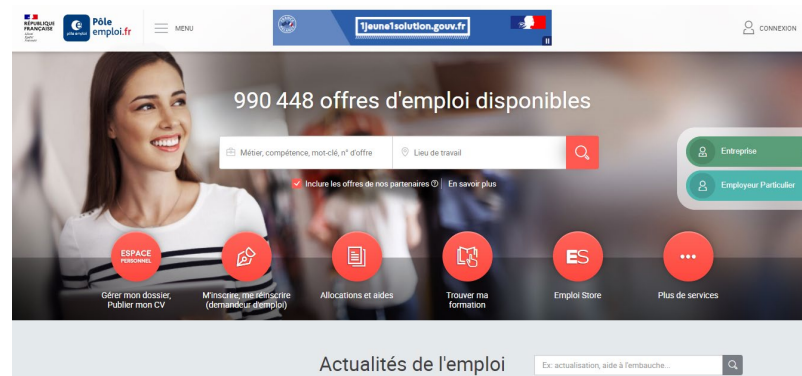 RÉPUBLIQUE
FRANÇAISE
Pôle
emploi.fr
pôle emploi
MENU
1jeune1solution.gouv.fr
CONNEXION
990 448 offres d'emploi disponibles
Métier, compétence, mot-clé, n° d'offre
Lieu de travail
Inclure les offres de nos partenaires ? En savoir plus
Entreprise
Employeur Particulier
ESPACE
PERSONNEL
Gérer mon dossier,
Publier mon CV
M'inscrire, me réinscrire
(demandeur d'emploi)
Allocations et aides
Trouver ma
formation
ES
Emploi Store
Plus de services
Actualités de l'emploi
Ex: actualisation, aide à l'embauche...